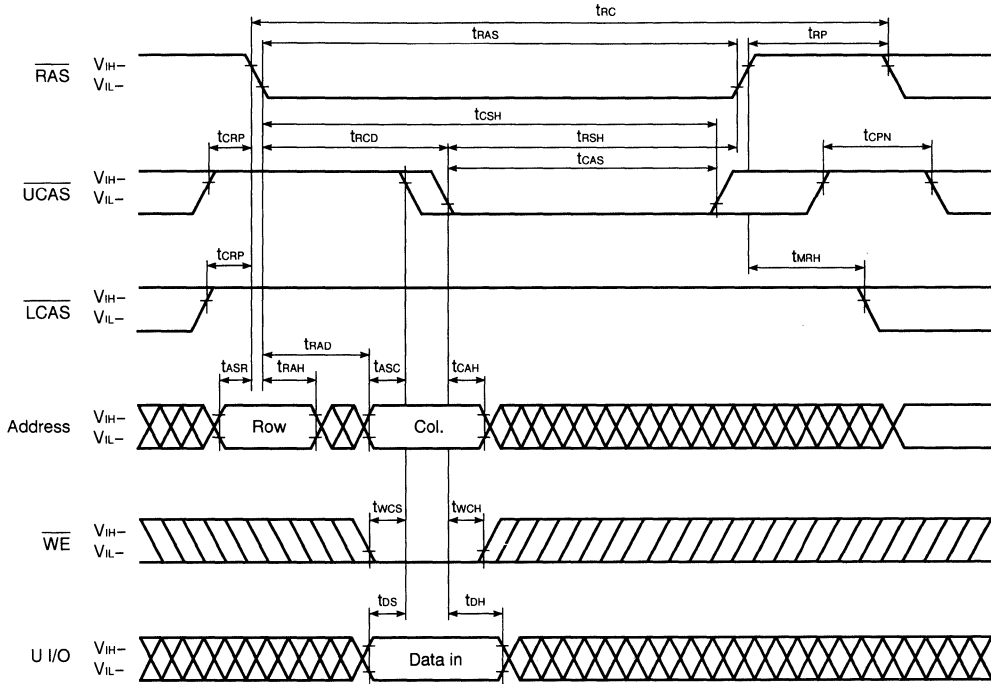 tRC
tRAS
tRP
RAS
VIH–
VIL–
tCSH
tCRP
tRCD
tRSH
tCPN
tCAS
UCAS
VIH–
VIL–
tCRP
tMRH
LCAS
VIH–
VIL–
tRAD
tASR
tRAH
tASC
tCAH
Address
VIH–
VIL–
Row
Col.
tWCS
tWCH
WE
VIH–
VIL–
tDS
tDH
U I/O
VIH–
VIL–
Data in